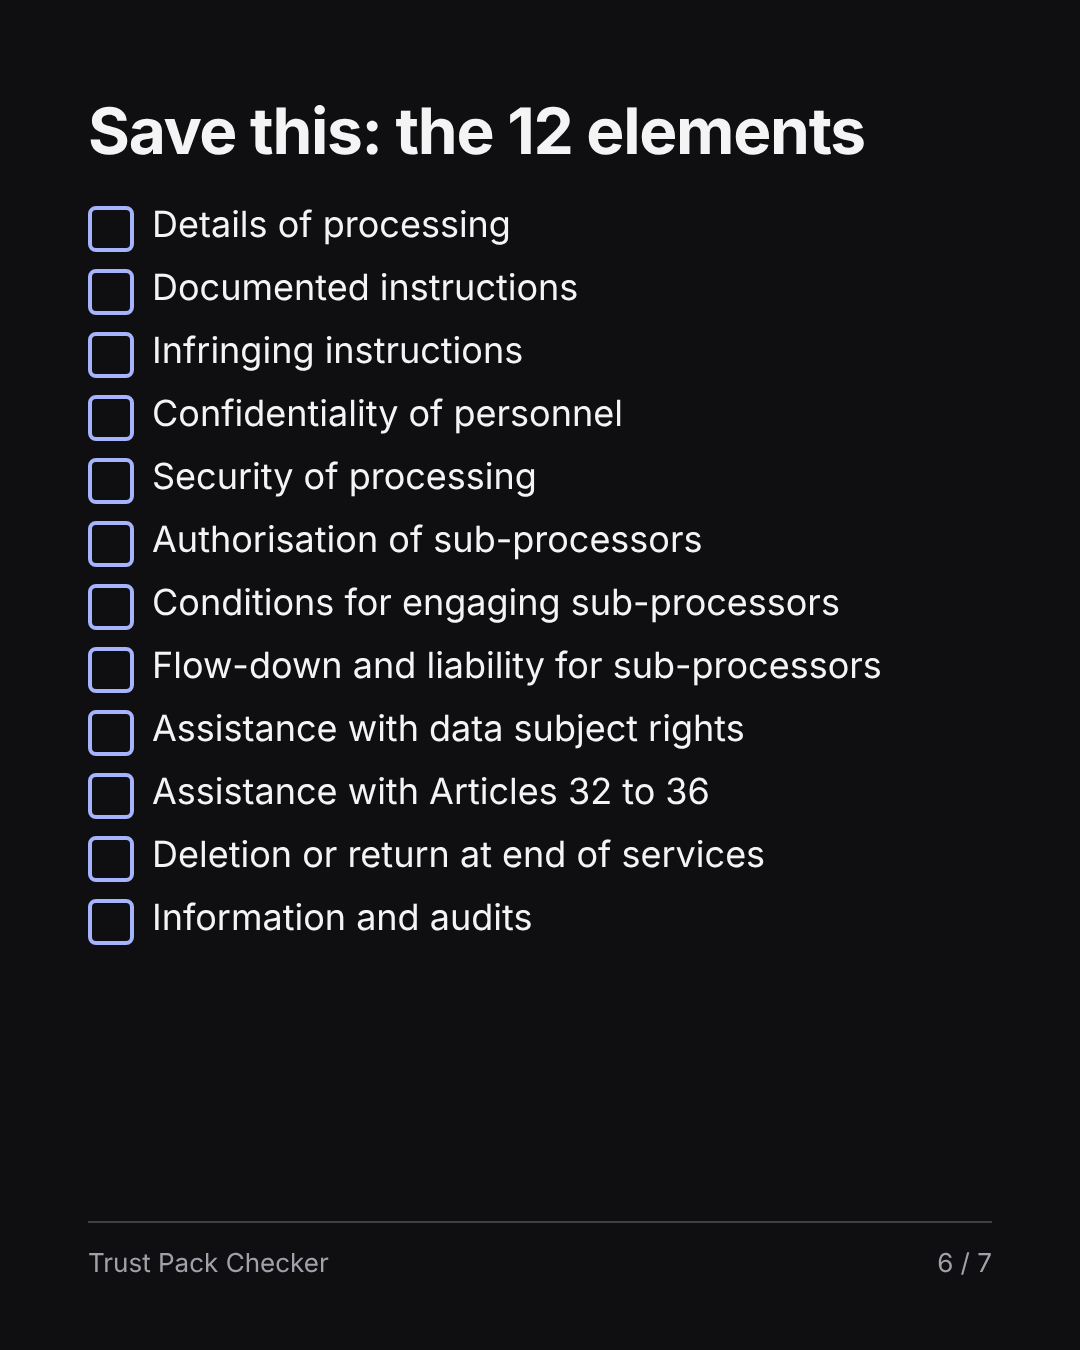 Save this: the 12 elements
Details of processing
Documented instructions
Infringing instructions
Confidentiality of personnel
Security of processing
Authorisation of sub-processors
Conditions for engaging sub-processors
Flow-down and liability for sub-processors
Assistance with data subject rights
Assistance with Articles 32 to 36
Deletion or return at end of services
Information and audits
Trust Pack Checker
6 / 7